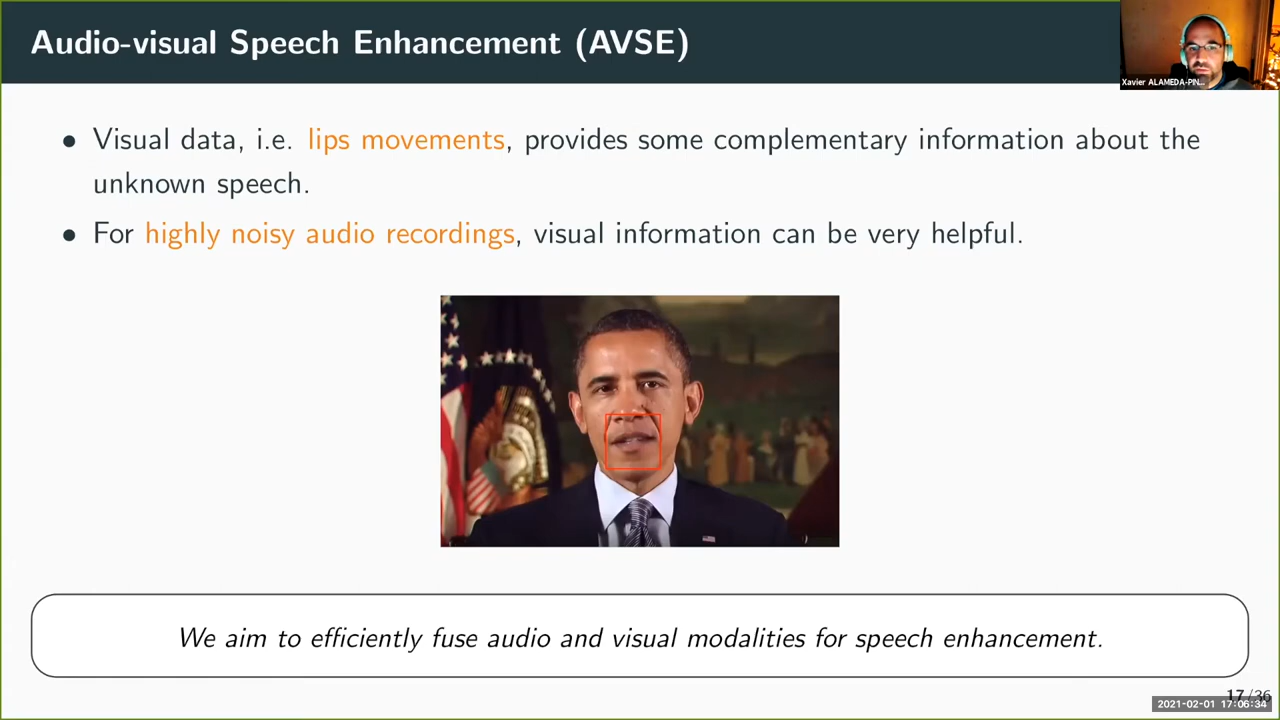 Audio-visual Speech Enhancement (AVSE)
Xavier ALAMEDA-PIN...
• Visual data, i.e. lips movements, provides some complementary information about the
unknown speech.
• For highly noisy audio recordings, visual information can be very helpful.
We aim to efficiently fuse audio and visual modalities for speech enhancement.
17/36
2021-02-01 17:06:34